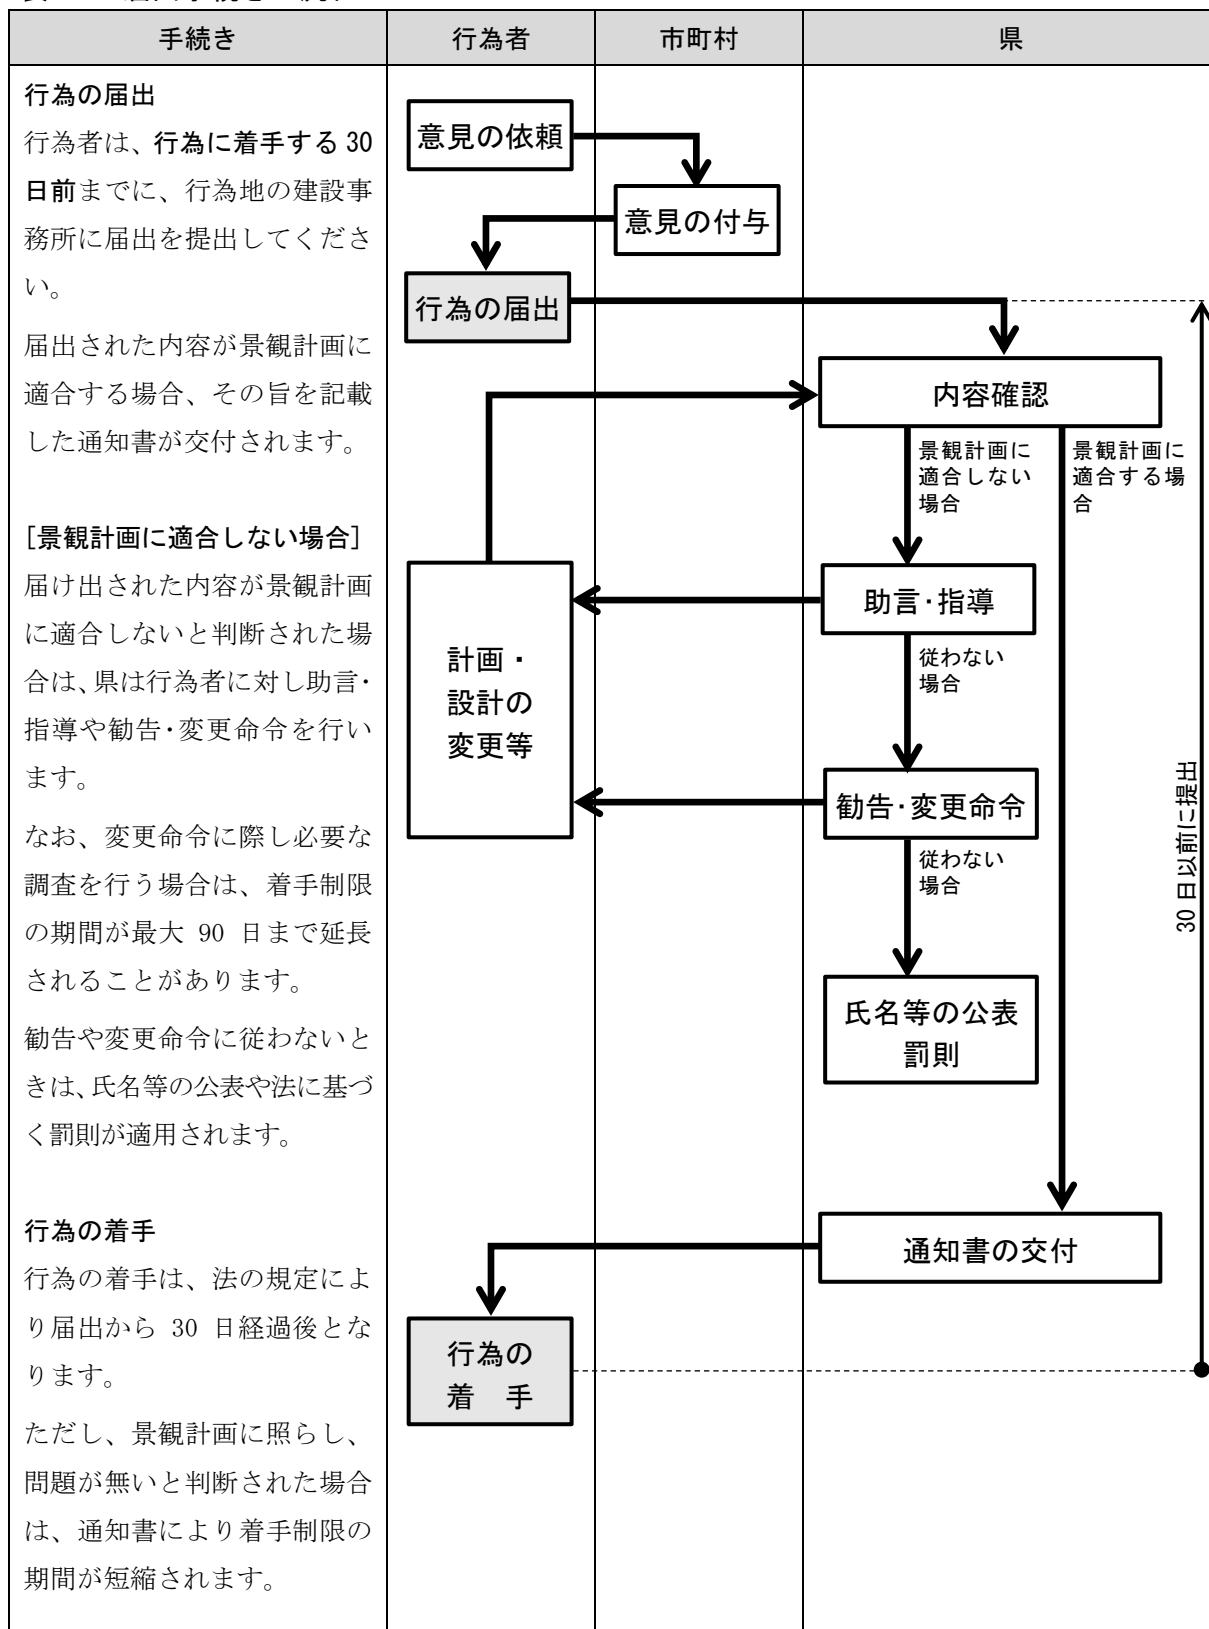 手続き
行為者
市町村
県
行為の届出
行為者は、行為に着手する 30
日前までに、行為地の建設事
務所に届出を提出してくださ
い。
届出された内容が景観計画に
適合する場合、その旨を記載
した通知書が交付されます。
[景観計画に適合しない場合]
届け出された内容が景観計画
に適合しないと判断された場
合は、県は行為者に対し助言・
指導や勧告・変更命令を行い
ます。
なお、変更命令に際し必要な
調査を行う場合は、着手制限
の期間が最大 90 日まで延長
されることがあります。
勧告や変更命令に従わないと
きは、氏名等の公表や法に基づ
く罰則が適用されます。
行為の着手
行為の着手は、法の規定によ
り届出から 30 日経過後とな
ります。
ただし、景観計画に照らし、
問題が無いと判断された場合
は、通知書により着手制限の
期間が短縮されます。
意見の依頼
意見の付与
行為の届出
内容確認
景観計画に
適合しない
場合
景観計画に
適合する場
合
助言・指導
従わない
場合
計画・
設計の
変更等
勧告・変更命令
従わない
場合
氏名等の公表
罰則
通知書の交付
行為の
着　手
30 日以前に提出